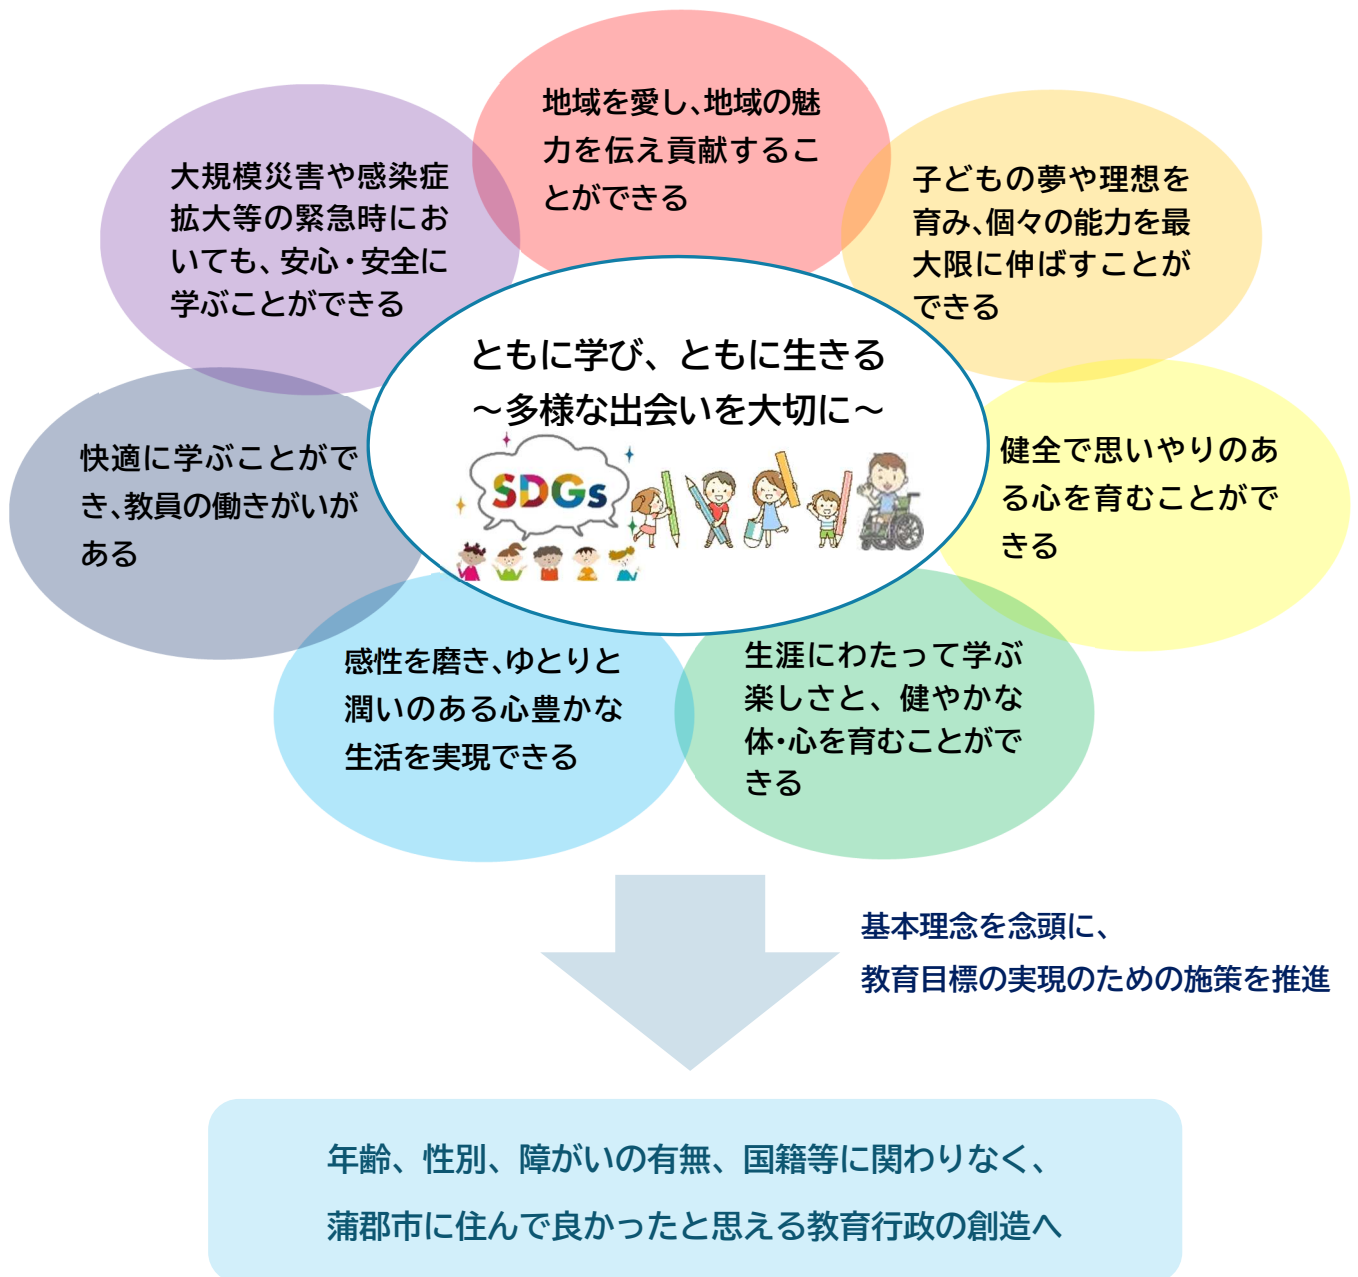 地域を愛し、地域の魅
力を伝え貢献するこ
とができる
大規模災害や感染症
拡大等の緊急時にお
いても、安心・安全に
学ぶことができる
子どもの夢や理想を
育み、個々の能力を最
大限に伸ばすことが
できる
ともに学び、ともに生きる
～多様な出会いを大切に～
SDGs
快適に学ぶことがで
き、教員の働きがいが
ある
健全で思いやりのあ
る心を育むことがで
きる
感性を磨き、ゆとりと
潤いのある心豊かな
生活を実現できる
生涯にわたって学ぶ
楽しさと、健やかな
体・心を育むことがで
きる
基本理念を念頭に、
教育目標の実現のための施策を推進
年齢、性別、障がいの有無、国籍等に関わりなく、
蒲郡市に住んで良かったと思える教育行政の創造へ